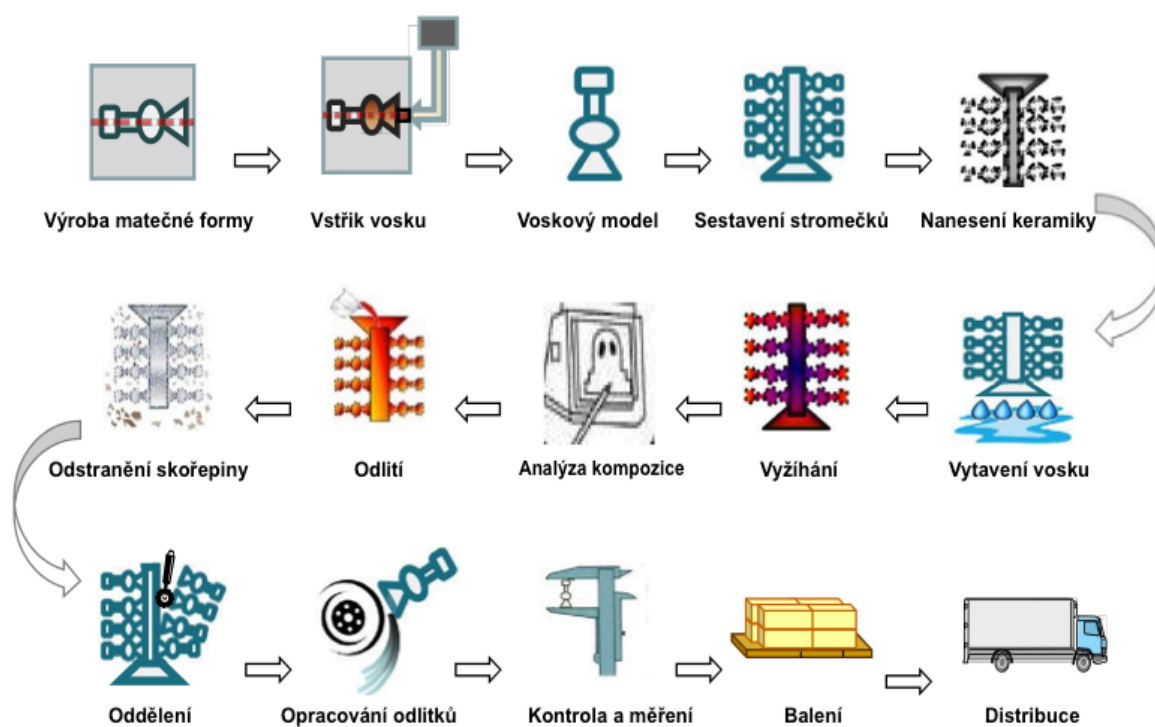 Výroba matečné formy
Vstřik vosku
Voskový model
Sestavení stromečků
Nanesení keramiky
Odstranění skořepiny
Odlití
Analýza kompozice
Vyžíhání
Vytavení vosku
Oddělení
Opracování odlitků
Kontrola a měření
Balení
Distribuce